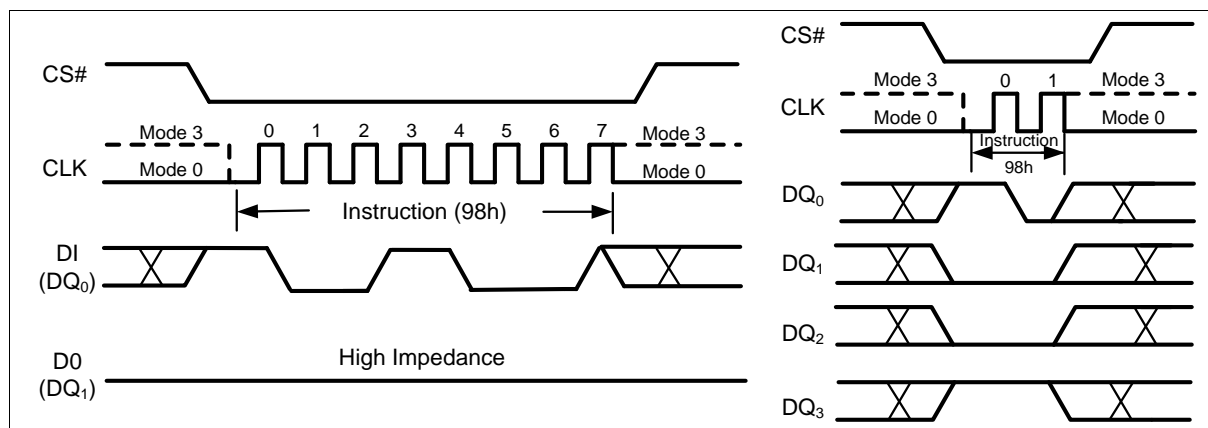 CS#
Mode 3 0 1 2 3 4 5 6 7 Mode 3
CLK Mode 0 Mode 0
Instruction (98h)
DI
(DQ0)
High Impedance
D0
(DQ1)
CS#
Mode 3 0 1 Mode 3
CLK
Mode 0 Mode 0
Instruction
98h
DQ0
DQ1
DQ2
DQ3